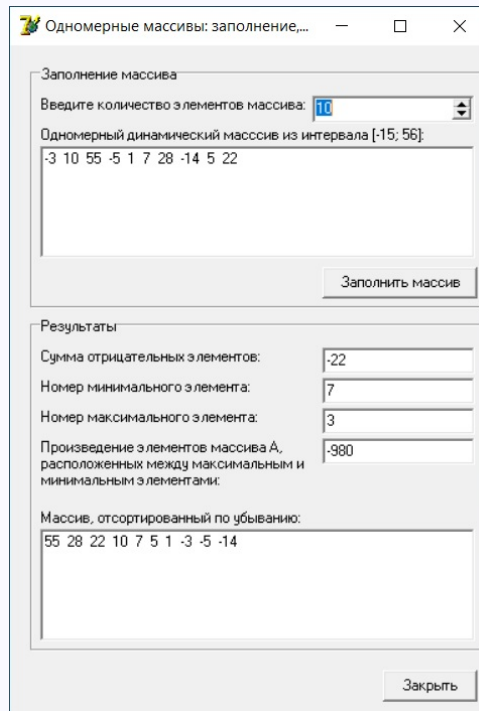 Одномерные массивы: заполнение,...
Заполнение массива
Введите количество элементов массива: 10
Одномерный динамический масссив из интервала [-15; 56]:
-3 10 55 -5 1 7 28 -14 5 22
Заполнить массив
Результаты
Сумма отрицательных элементов: -22
Номер минимального элемента: 7
Номер максимального элемента: 3
Произведение элементов массива А, -980
расположенных между максимальным и
минимальным элементами:
Массив, отсортированный по убыванию:
55 28 22 10 7 5 1 -3 -5 -14
Закрыть